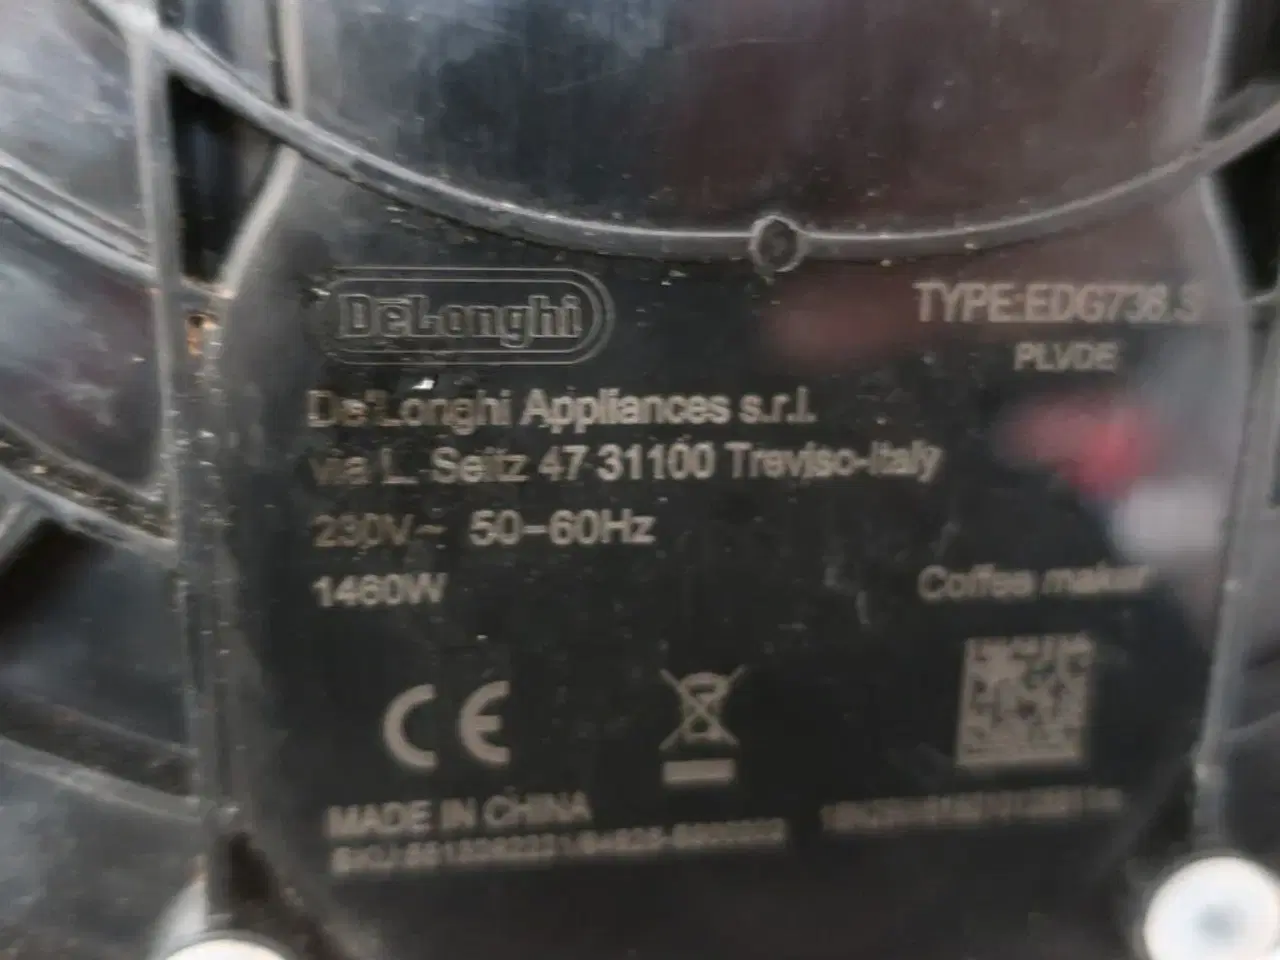 DeLonghi
TYPE:EDG736.S
PLVDE
De'Longhi Appliances s.r.l.
via L. Seitz 47 31100 Treviso-Italy
230V~ 50-60Hz
1460W
Coffee maker
CE
MADE IN CHINA